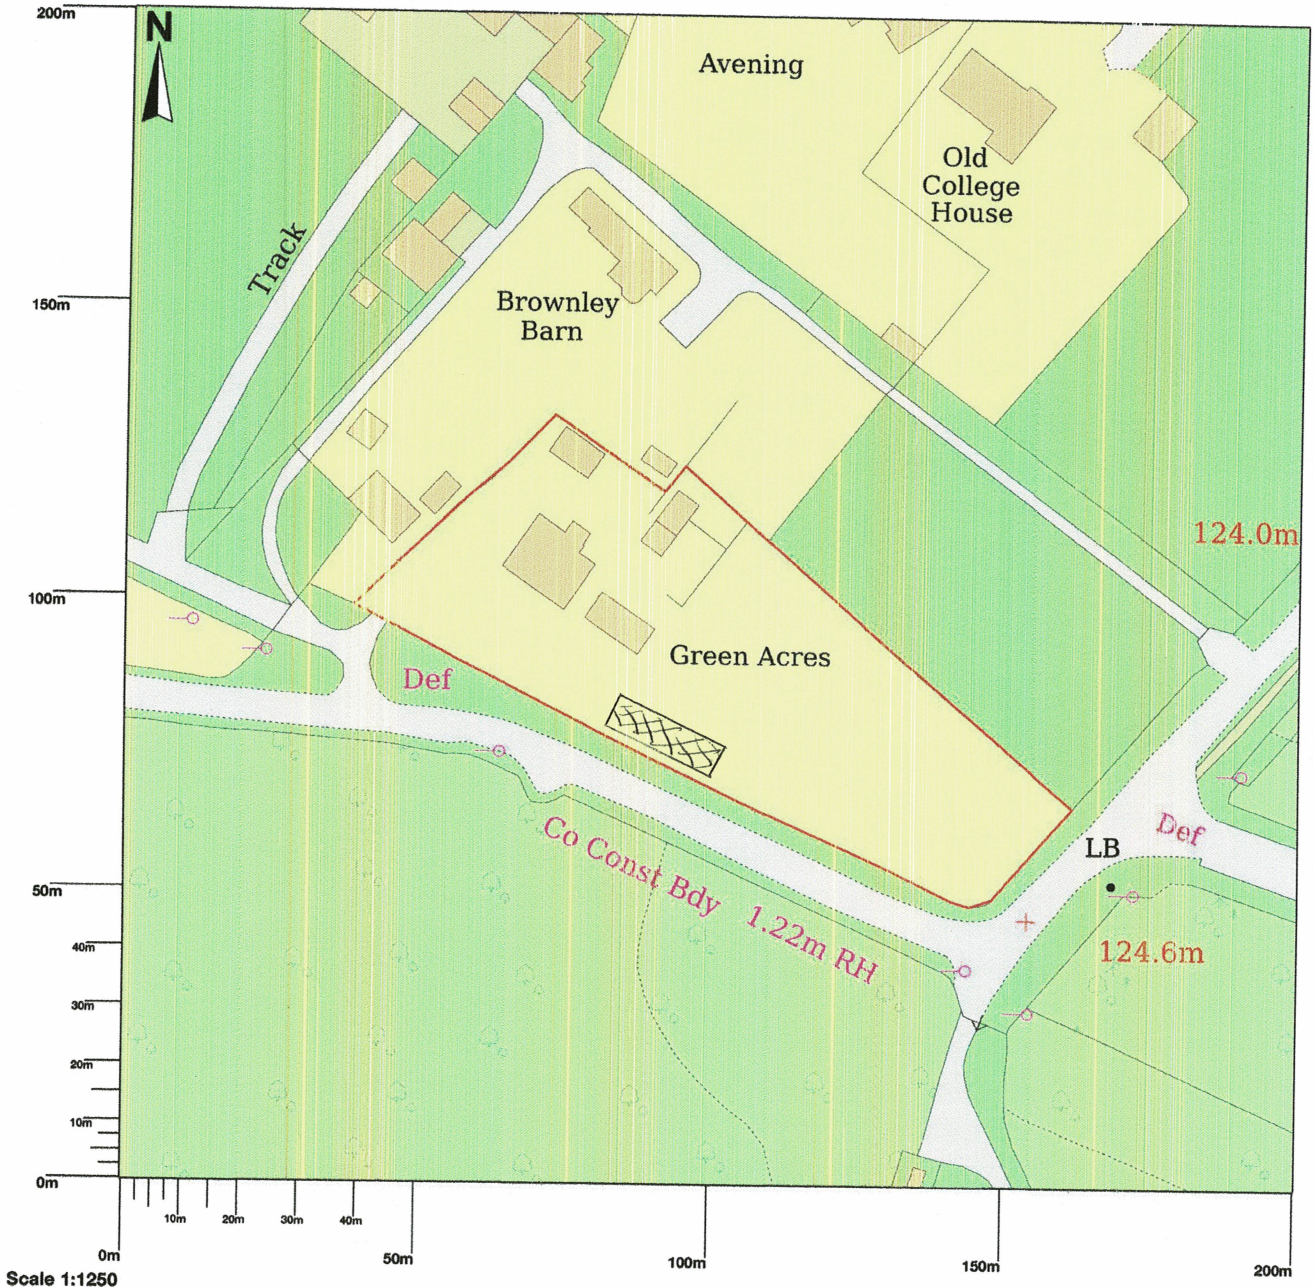 200m
N
Avening
Old
College
House
Track
150m
Brownley
Barn
124.0m
100m
Green Acres
Def
Def
LB
Co Const Bdy 1.22m RH
124.6m
50m
40m
30m
20m
10m
0m
10m
20m
30m
40m
0m
50m
100m
150m
200m
Scale 1:1250